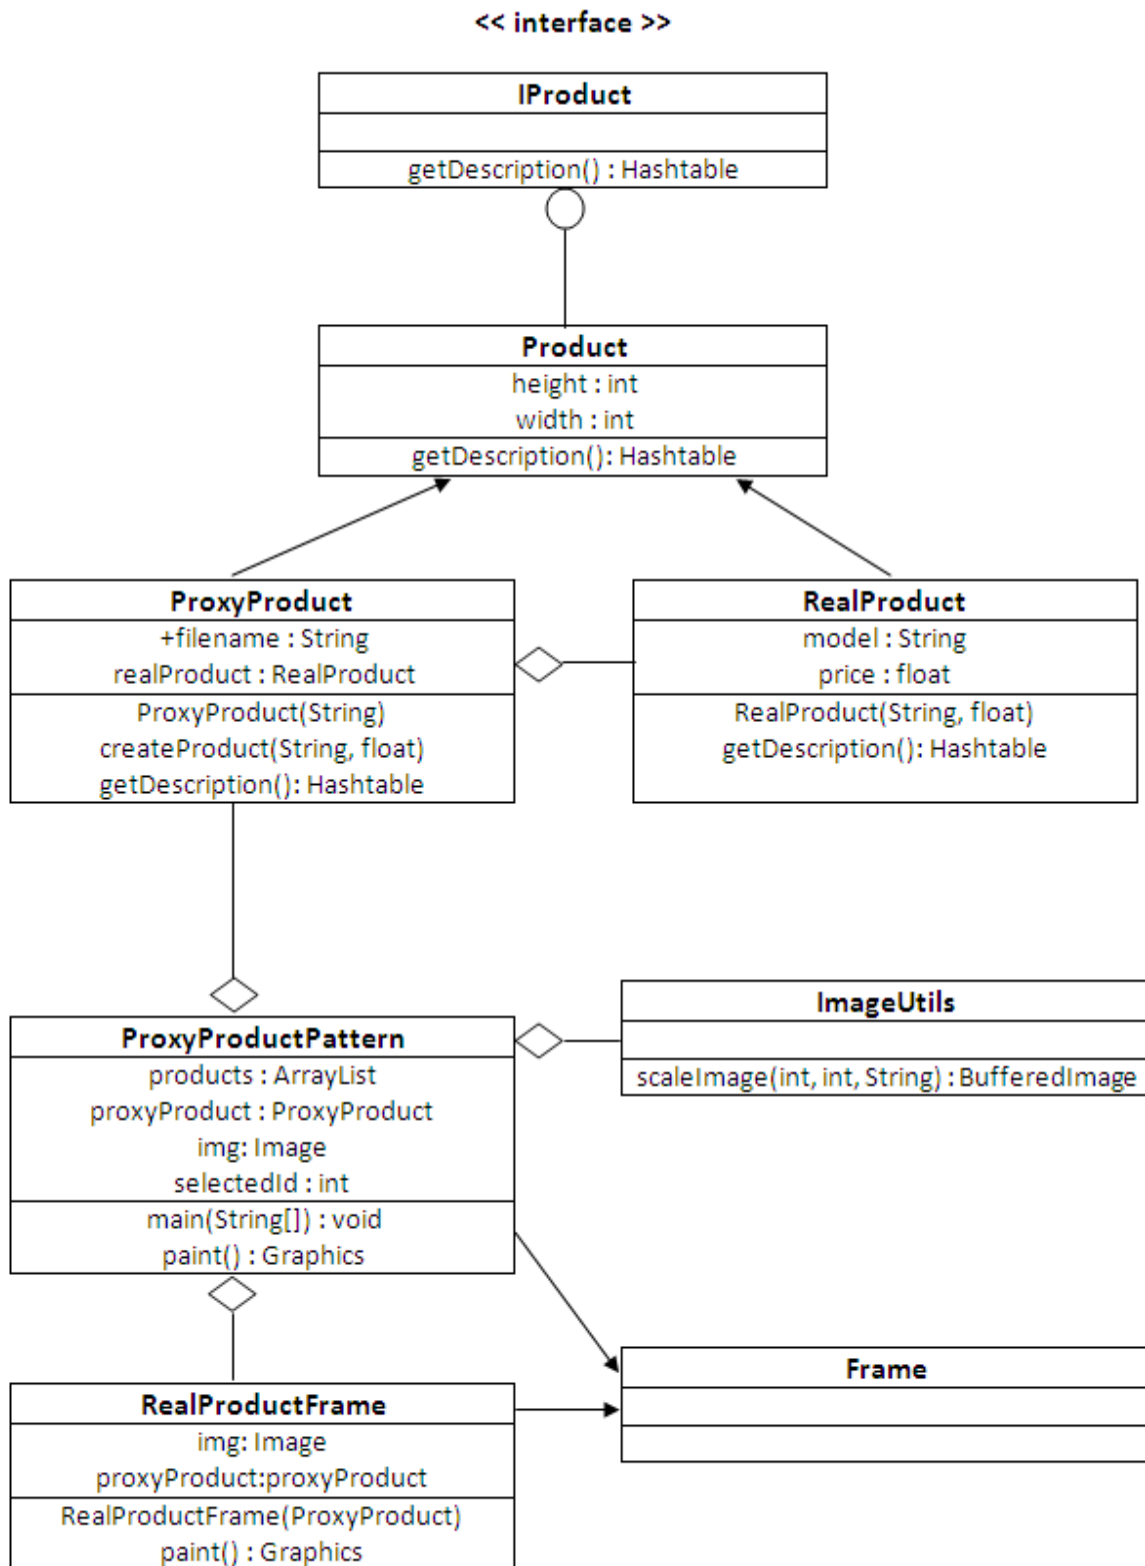 << interface >>
IProduct
getDescription() : Hashtable
Product
height : int
width : int
getDescription(): Hashtable
ProxyProduct
+filename : String
realProduct : RealProduct
ProxyProduct(String)
createProduct(String, float)
getDescription(): Hashtable
RealProduct
model : String
price : float
RealProduct(String, float)
getDescription(): Hashtable
ProxyProductPattern
products : ArrayList
proxyProduct : ProxyProduct
img: Image
selectedId : int
main(String[]) : void
paint() : Graphics
ImageUtils
scaleImage(int, int, String) : BufferedImage
RealProductFrame
img: Image
proxyProduct:proxyProduct
RealProductFrame(ProxyProduct)
paint() : Graphics
Frame